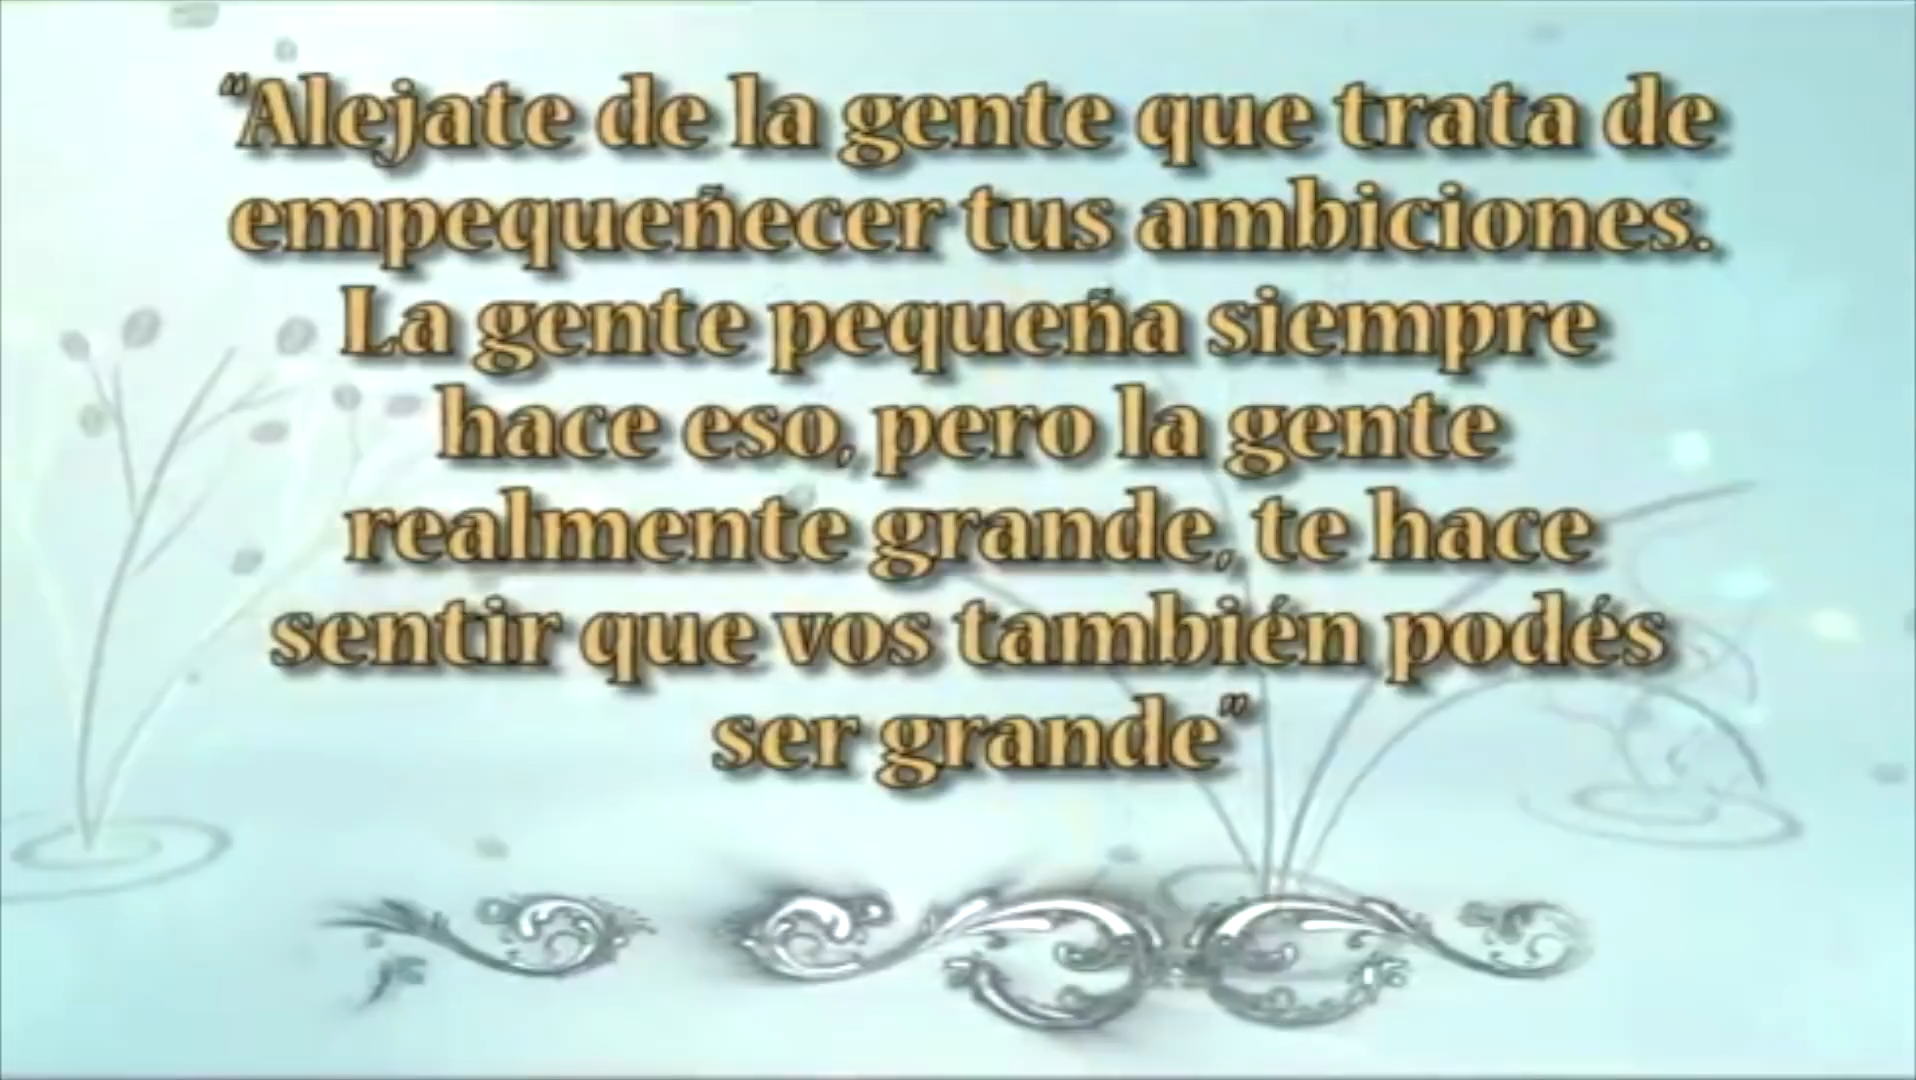 “Alejate de la gente que trata de
empequeñecer tus ambiciones.
La gente pequeña siempre
hace eso, pero la gente
realmente grande, te hace
sentir que vos también podés
ser grande”